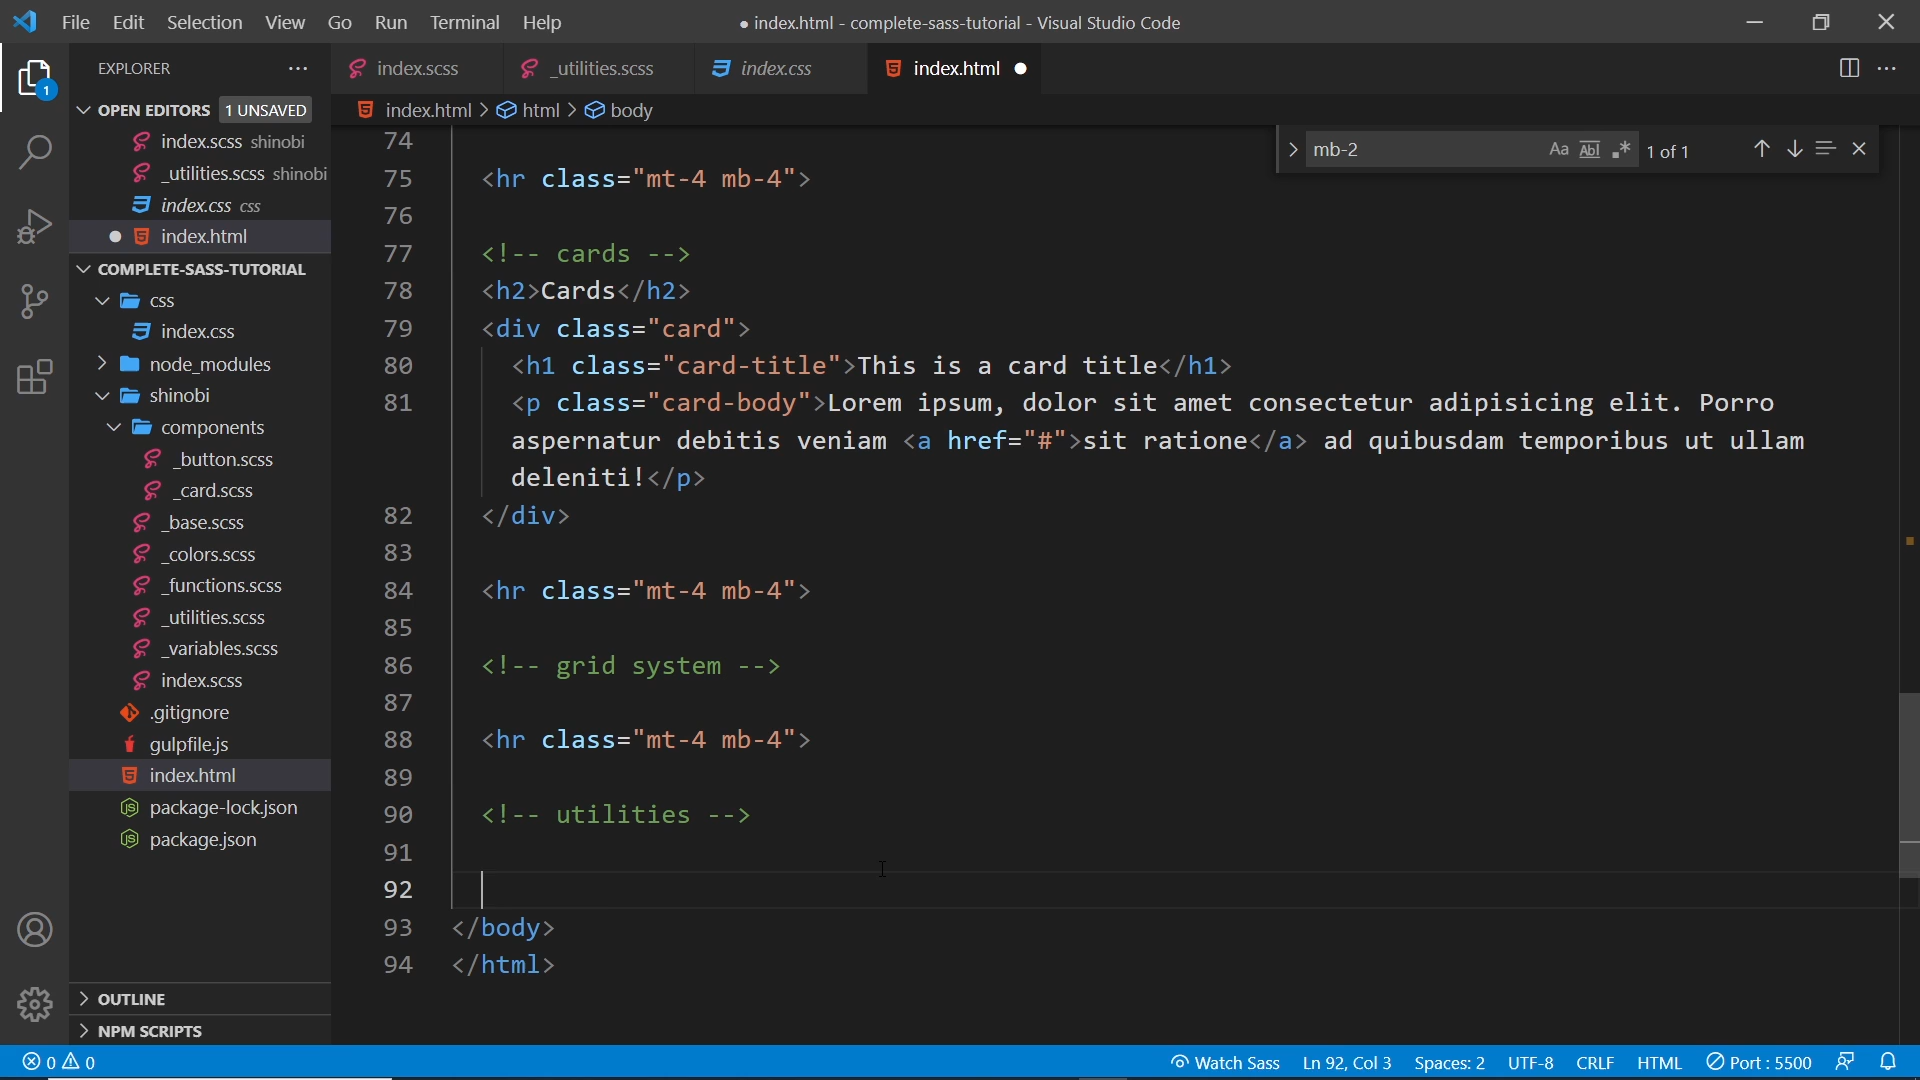 File Edit Selection View Go Run Terminal Help
● index.html - complete-sass-tutorial - Visual Studio Code
EXPLORER
OPEN EDITORS 1 UNSAVED
index.scss shinobi
_utilities.scss shinobi
index.css css
index.html
COMPLETE-SASS-TUTORIAL
css
index.css
node_modules
shinobi
components
_button.scss
_card.scss
_base.scss
_colors.scss
_functions.scss
_utilities.scss
_variables.scss
index.scss
.gitignore
gulpfile.js
index.html
package-lock.json
package.json
OUTLINE
NPM SCRIPTS
1
index.scss _utilities.scss index.css index.html
index.html > html > body
mb-2 Aa Abl .* 1 of 1
74
75 <hr class="mt-4 mb-4">
76
77 <!-- cards -->
78 <h2>Cards</h2>
79 <div class="card">
80 <h1 class="card-title">This is a card title</h1>
81 <p class="card-body">Lorem ipsum, dolor sit amet consectetur adipisicing elit. Porro
aspernatur debitis veniam <a href="#">sit ratione</a> ad quibusdam temporibus ut ullam
deleniti!</p>
82 </div>
83
84 <hr class="mt-4 mb-4">
85
86 <!-- grid system -->
87
88 <hr class="mt-4 mb-4">
89
90 <!-- utilities -->
91
92
93 </body>
94 </html>
0 0 Watch Sass Ln 92, Col 3 Spaces: 2 UTF-8 CRLF HTML Port : 5500